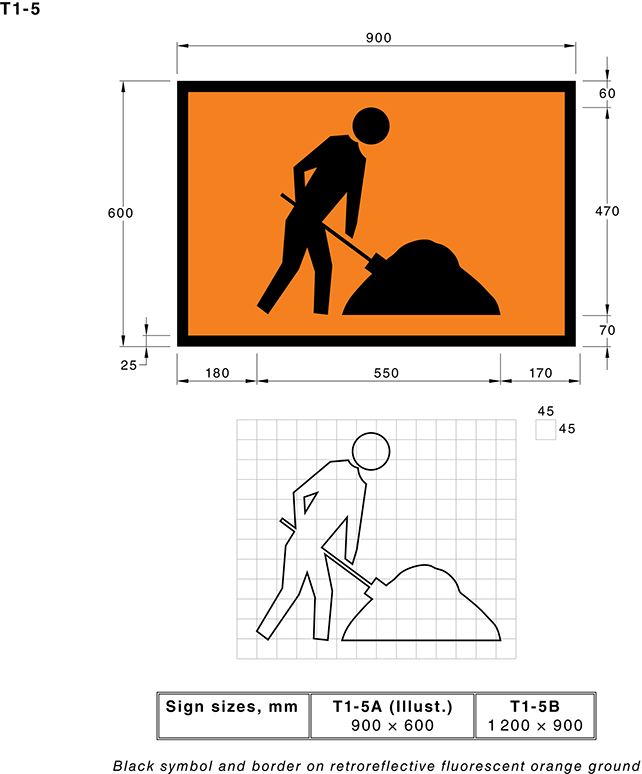 T1-5
900
60
600
470
70
25
180
550
170
45
45
Sign sizes, mm
T1-5A (Illust.)
900 × 600
T1-5B
1 200 × 900
Black symbol and border on retroreflective fluorescent orange ground